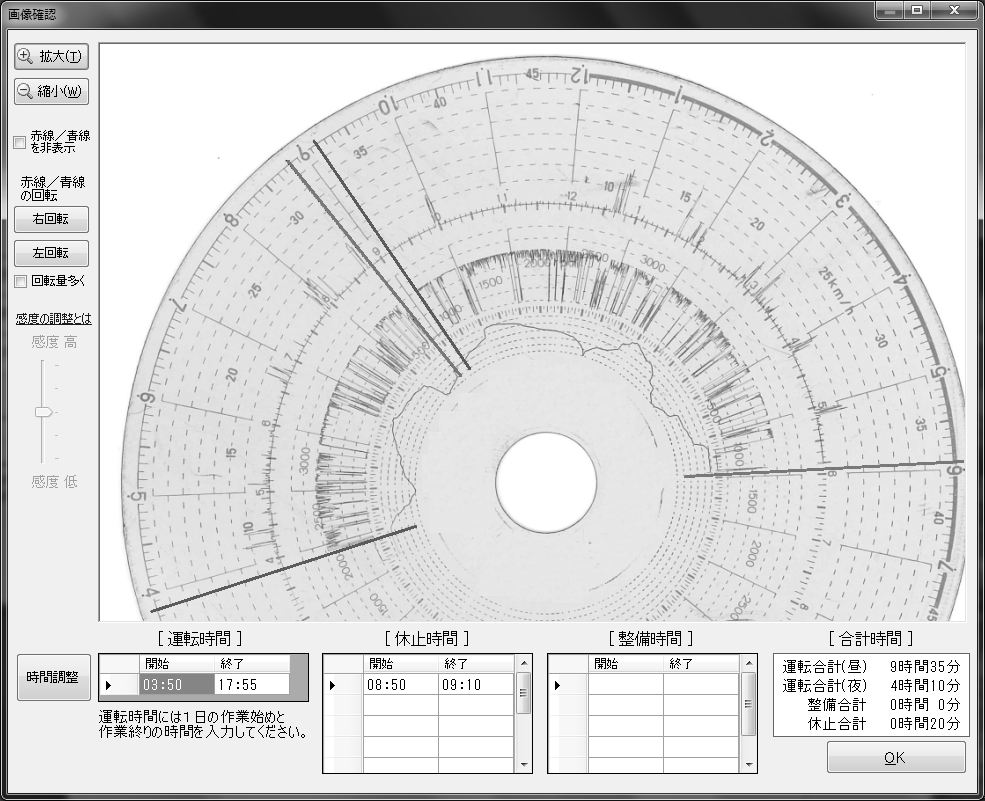 画像確認
拡大(T)
縮小(W)
赤線/青線
を非表示
赤線/青線
の回転
右回転
左回転
回転量多く
感度の調整とは
感度 高
感度 低
4
5
6
7
8
9
10
11
12
1
2
3
4
5
6
7
10
15
20
25
30
35
40
45
10
15
20
25km/h
30
35
40
45
[ 運転時間 ]
開始 終了
03:50 17:55
時間調整
運転時間には1日の作業始めと
作業終りの時間を入力してください。
[ 休止時間 ]
開始 終了
08:50 09:10
[ 整備時間 ]
開始 終了
[ 合計時間 ]
運転合計(昼) 9時間35分
運転合計(夜) 4時間10分
整備合計 0時間 0分
休止合計 0時間20分
OK